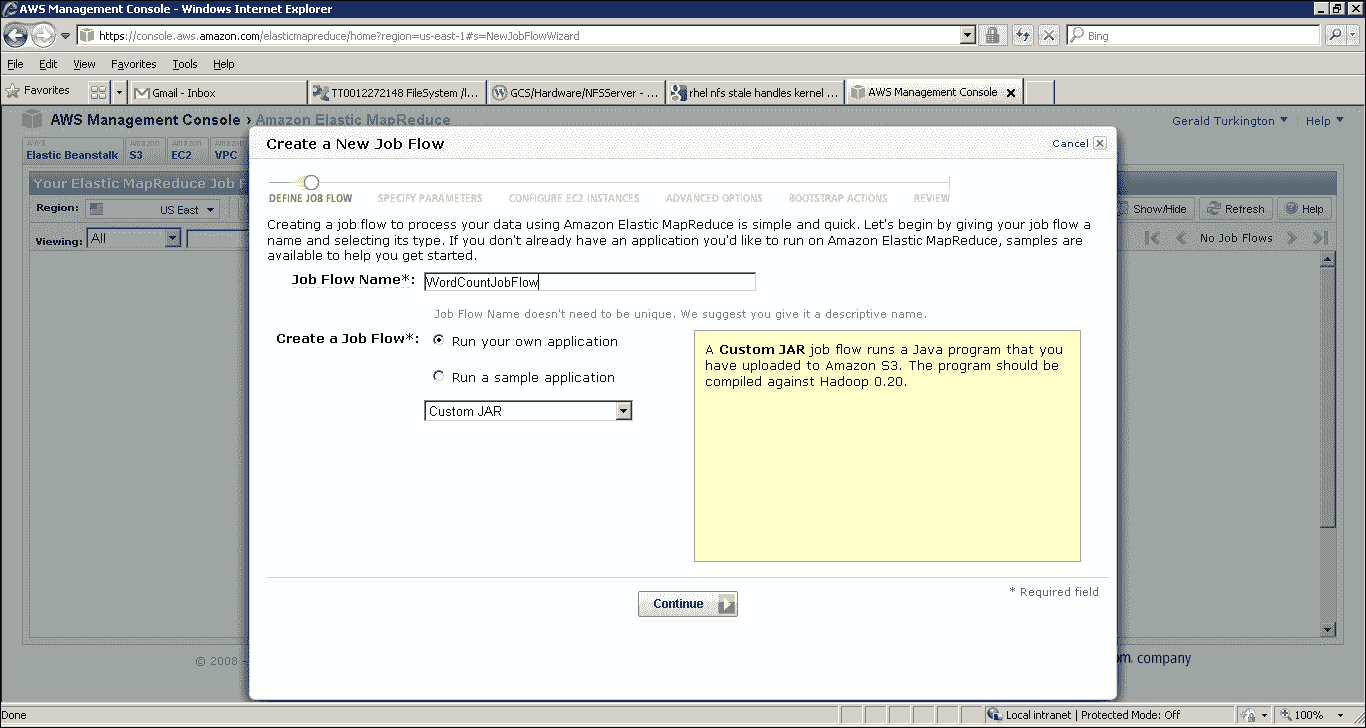 AWS Management Console - Windows Internet Explorer
https://console.aws.amazon.com/elasticmapreduce/home?region=us-east-1#s=NewJobFlowWizard
Bing
File Edit View Favorites Tools Help
Favorites
Gmail - Inbox
TT0012272148 FileSystem /l...
GCS/Hardware/NFSServer - ...
rhel nfs stale handles kernel ...
AWS Management Console
AWS Management Console › Amazon Elastic MapReduce
Gerald Turkington
Help
AWS
Elastic Beanstalk
Amazon
S3
Amazon
EC2
Amazon
VPC
Your Elastic MapReduce Job F
Region:
US East
Show/Hide
Refresh
Help
Viewing:
All
No Job Flows
Create a New Job Flow
Cancel
DEFINE JOB FLOW SPECIFY PARAMETERS CONFIGURE EC2 INSTANCES ADVANCED OPTIONS BOOTSTRAP ACTIONS REVIEW
Creating a job flow to process your data using Amazon Elastic MapReduce is simple and quick. Let's begin by giving your job flow a
name and selecting its type. If you don't already have an application you'd like to run on Amazon Elastic MapReduce, samples are
available to help you get started.
Job Flow Name*:
WordCountJobFlow
Job Flow Name doesn't need to be unique. We suggest you give it a descriptive name.
Create a Job Flow*:
Run your own application
Run a sample application
Custom JAR
A Custom JAR job flow runs a Java program that you
have uploaded to Amazon S3. The program should be
compiled against Hadoop 0.20.
* Required field
Continue
© 2008 -
company
Done
Local intranet | Protected Mode: Off
100%